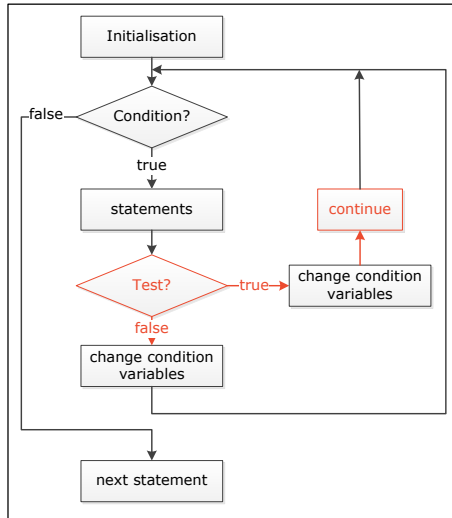 Initialisation
false
Condition?
true
statements
continue
Test?
true
change condition
variables
false
change condition
variables
next statement